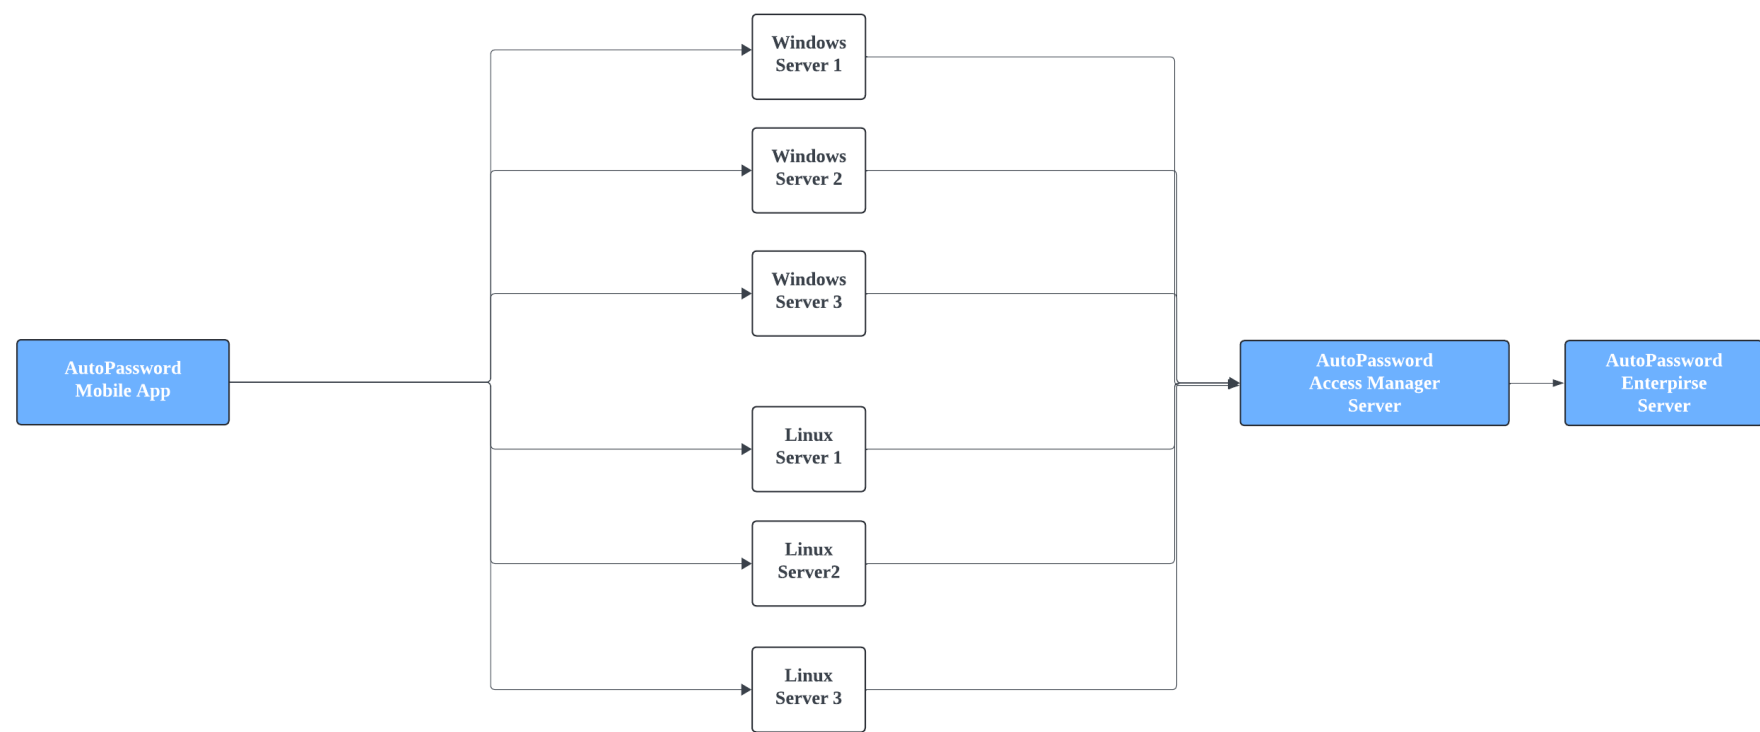 Windows
Server 1
Windows
Server 2
Windows
Server 3
AutoPassword
Mobile App
AutoPassword
Access Manager
Server
AutoPassword
Enterpirse
Server
Linux
Server 1
Linux
Server2
Linux
Server 3